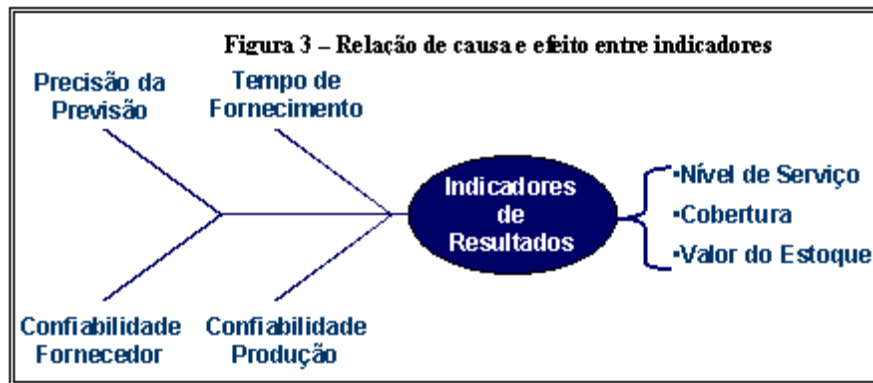 Figura 3 – Relação de causa e efeito entre indicadores
Precisão da
Previsão
Tempo de
Fornecimento
Indicadores
de
Resultados
•Nível de Serviço
•Cobertura
•Valor do Estoque
Confiabilidade
Fornecedor
Confiabilidade
Produção